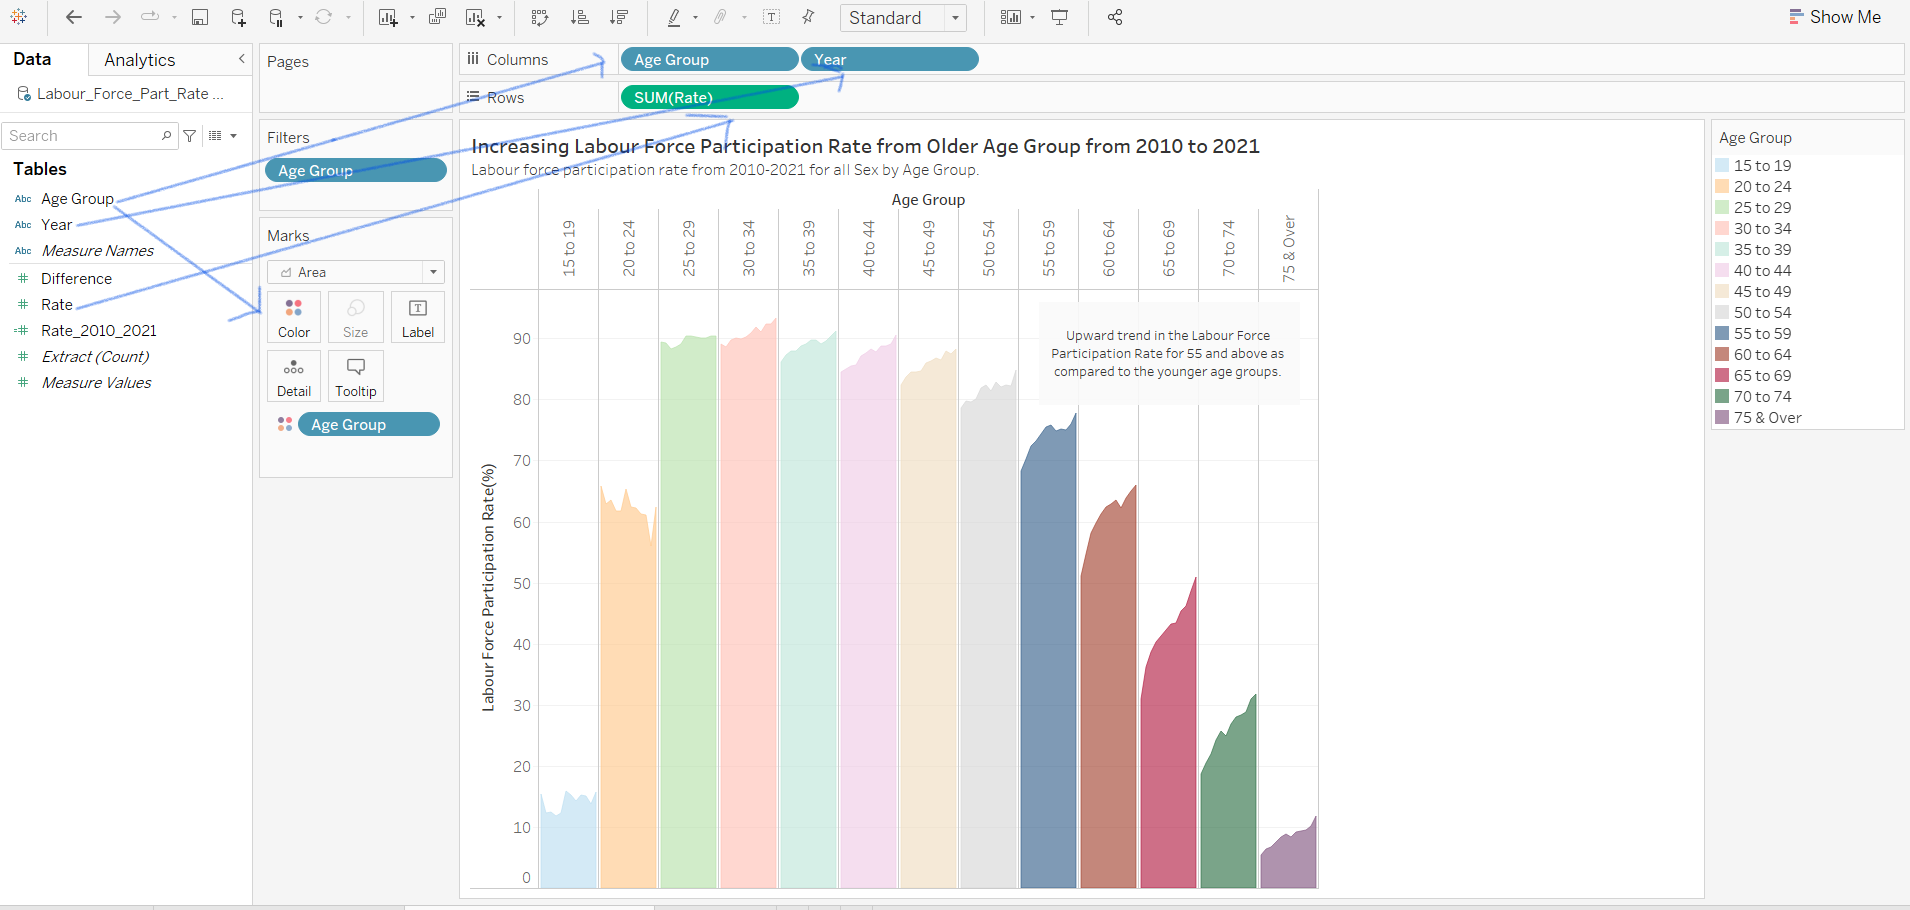 Standard
Show Me
Data
Analytics
Pages
Columns
Age Group
Year
Labour_Force_Part_Rate ...
Rows
SUM(Rate)
Search
Filters
Age Group
Tables
Abc Age Group
Abc Year
Abc Measure Names
Difference
Rate
Rate_2010_2021
Extract (Count)
Measure Values
Marks
Area
Color
Size
Label
Detail
Tooltip
Age Group
Increasing Labour Force Participation Rate from Older Age Group from 2010 to 2021
Labour force participation rate from 2010-2021 for all Sex by Age Group.
Age Group
15 to 19
20 to 24
25 to 29
30 to 34
35 to 39
40 to 44
45 to 49
50 to 54
55 to 59
60 to 64
65 to 69
70 to 74
75 & Over
Upward trend in the Labour Force
Participation Rate for 55 and above as
compared to the younger age groups.
Labour Force Participation Rate(%)
90
80
70
60
50
40
30
20
10
0
Age Group
15 to 19
20 to 24
25 to 29
30 to 34
35 to 39
40 to 44
45 to 49
50 to 54
55 to 59
60 to 64
65 to 69
70 to 74
75 & Over